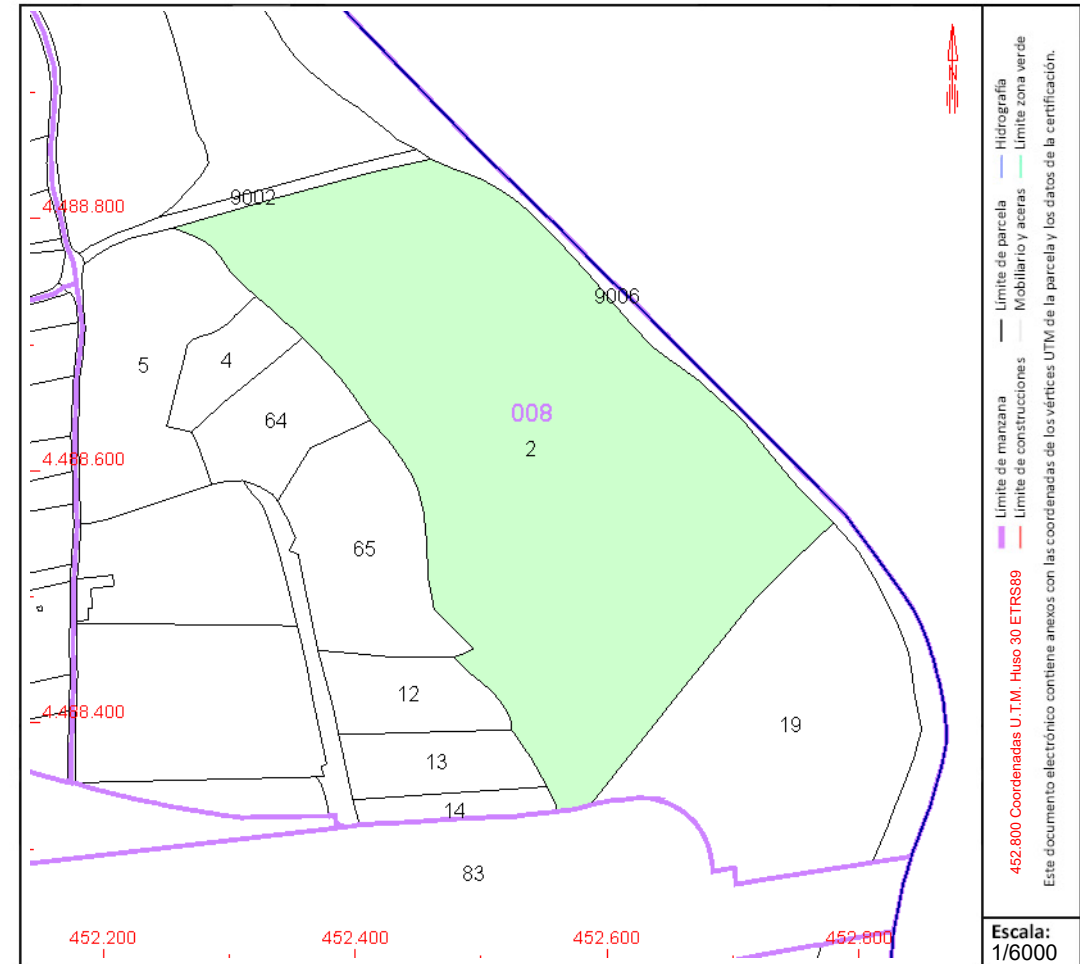 9002
4.488.800
9006
5
4
008
64
2
4.488.600
65
12
4.488.400
19
13
14
83
452.200
452.400
452.600
452.800
N
Límite de manzana
Límite de parcela
Hidrografía
Límite de construcciones
Mobiliario y aceras
Límite zona verde
452.800 Coordenadas U.T.M. Huso 30 ETRS89
Este documento electrónico contiene anexos con las coordenadas de los vértices UTM de la parcela y los datos de la certificación.
Escala:
1/6000